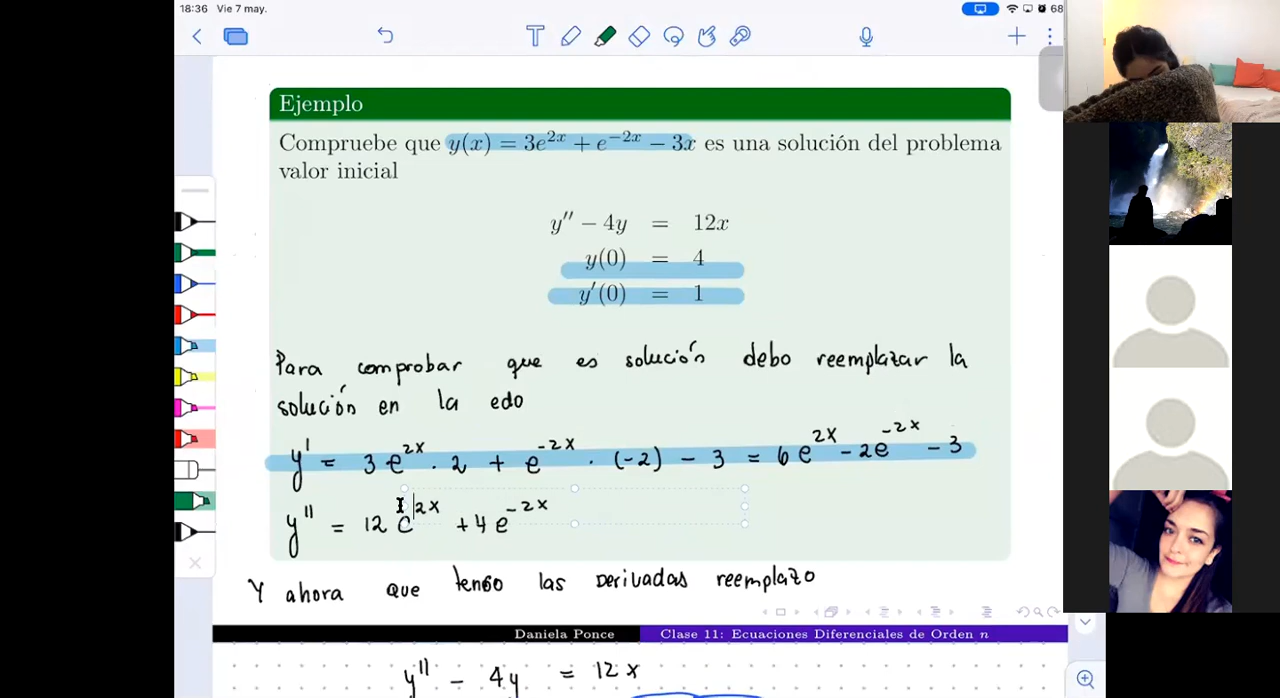 18:36 Vie 7 may.
68
Ejemplo
Compruebe que y(x) = 3e^{2x} + e^{−2x} − 3x es una solución del problema
valor inicial
y'' − 4y = 12x
y(0) = 4
y'(0) = 1
Para comprobar que es solución debo reemplazar la
solución en la edo
y' = 3e^{2x} · 2 + e^{-2x} · (-2) - 3 = 6e^{2x} - 2e^{-2x} - 3
y'' = 12e^{2x} + 4e^{-2x}
Y ahora que tengo las derivadas reemplazo
Daniela Ponce
Clase 11: Ecuaciones Diferenciales de Orden n
y'' - 4y = 12x